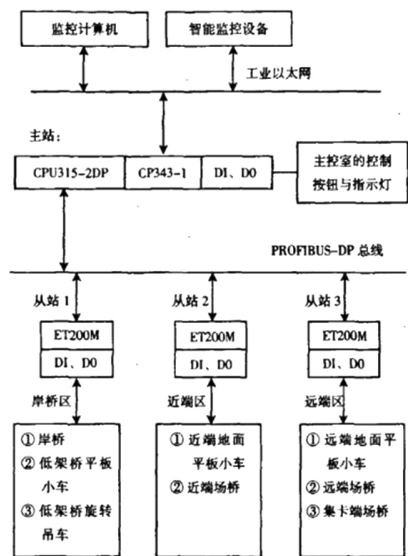 监控计算机
智能监控设备
工业以太网
主站：
CPU315-2DP
CP343-1
DI、DO
主控室的控制
按钮与指示灯
PROFIBUS-DP 总线
从站 1
从站 2
从站 3
ET200M
ET200M
ET200M
DI、DO
DI、DO
DI、DO
岸桥区
近端区
远端区
① 岸桥
② 低架桥平板
小车
③ 低架桥旋转
吊车
① 近端地面
平板小车
② 近端场桥
① 远端地面平
板小车
② 远端场桥
③ 集卡端场桥